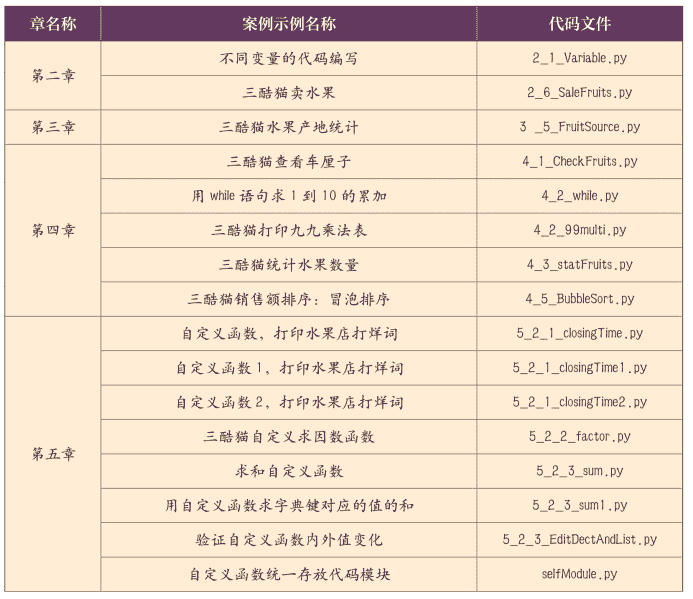 章名称 案例示例名称 代码文件
第二章 不同变量的代码编写 2_1_Variable.py
三酷猫卖水果 2_6_SaleFruits.py
第三章 三酷猫水果产地统计 3 _5_FruitSource.py
第四章 三酷猫查看车厘子 4_1_CheckFruits.py
用 while 语句求 1 到 10 的累加 4_2_while.py
三酷猫打印九九乘法表 4_2_99multi.py
三酷猫统计水果数量 4_3_statFruits.py
三酷猫销售额排序：冒泡排序 4_5_BubbleSort.py
第五章 自定义函数，打印水果店打烊词 5_2_1_closingTime.py
自定义函数 1，打印水果店打烊词 5_2_1_closingTime1.py
自定义函数 2，打印水果店打烊词 5_2_1_closingTime2.py
三酷猫自定义求因数函数 5_2_2_factor.py
求和自定义函数 5_2_3_sum.py
用自定义函数求字典键对应的值的和 5_2_3_sum1.py
验证自定义函数内外值变化 5_2_3_EditDectAndList.py
自定义函数统一存放代码模块 selfModule.py